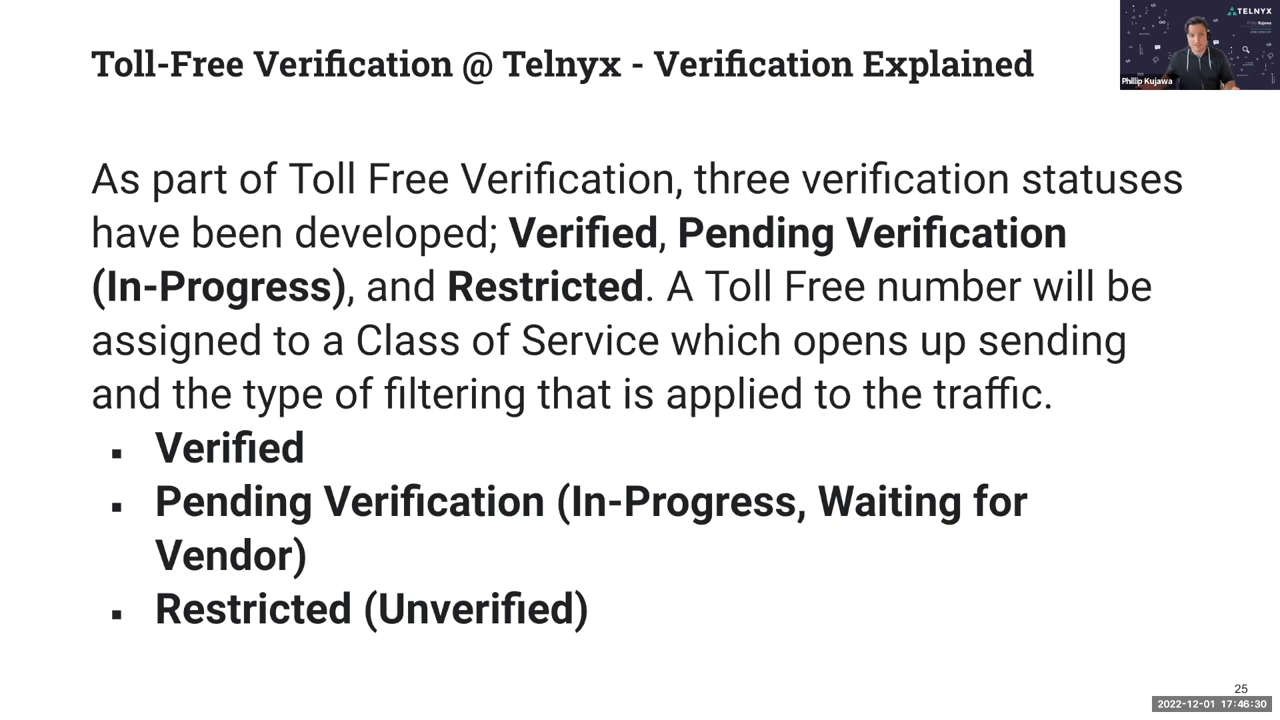 Toll-Free Verification @ Telnyx - Verification Explained
TELNYX
Phillip Kujawa
As part of Toll Free Verification, three verification statuses
have been developed; Verified, Pending Verification
(In-Progress), and Restricted. A Toll Free number will be
assigned to a Class of Service which opens up sending
and the type of filtering that is applied to the traffic.
▪ Verified
▪ Pending Verification (In-Progress, Waiting for
Vendor)
▪ Restricted (Unverified)
25
2022-12-01 17:46:30